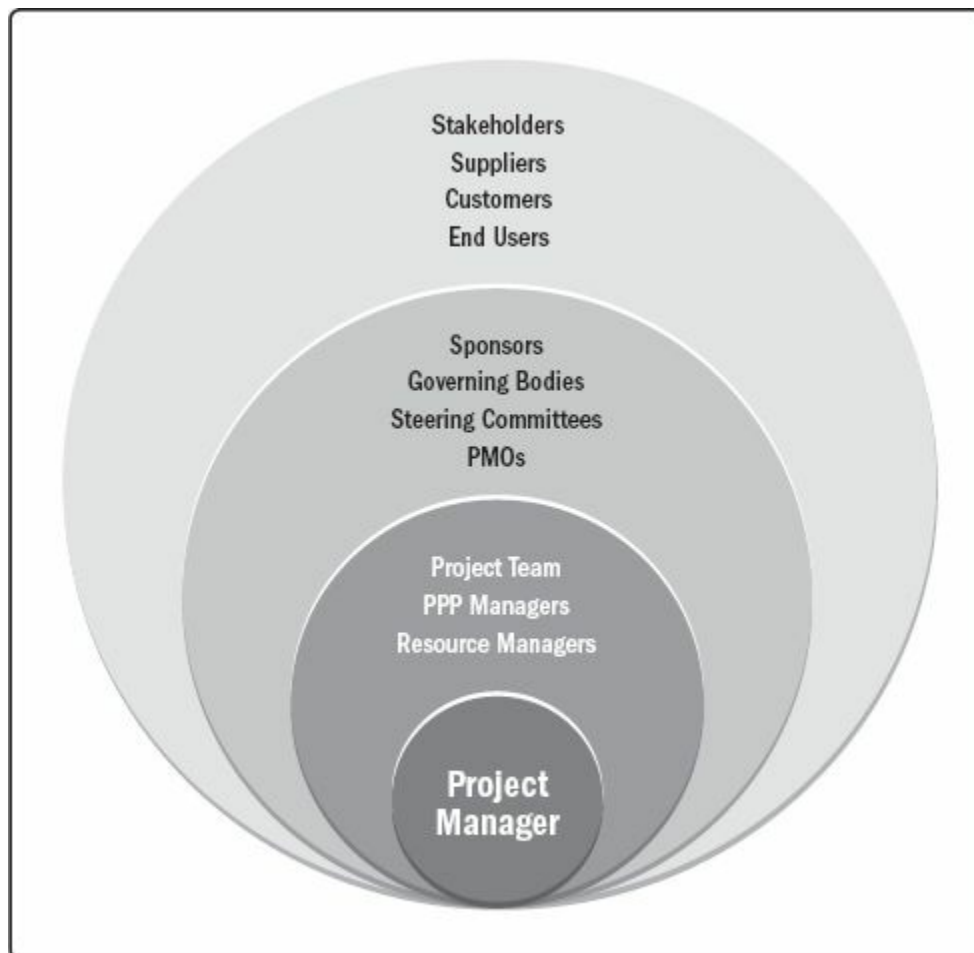 Stakeholders
Suppliers
Customers
End Users
Sponsors
Governing Bodies
Steering Committees
PMOs
Project Team
PPP Managers
Resource Managers
Project
Manager